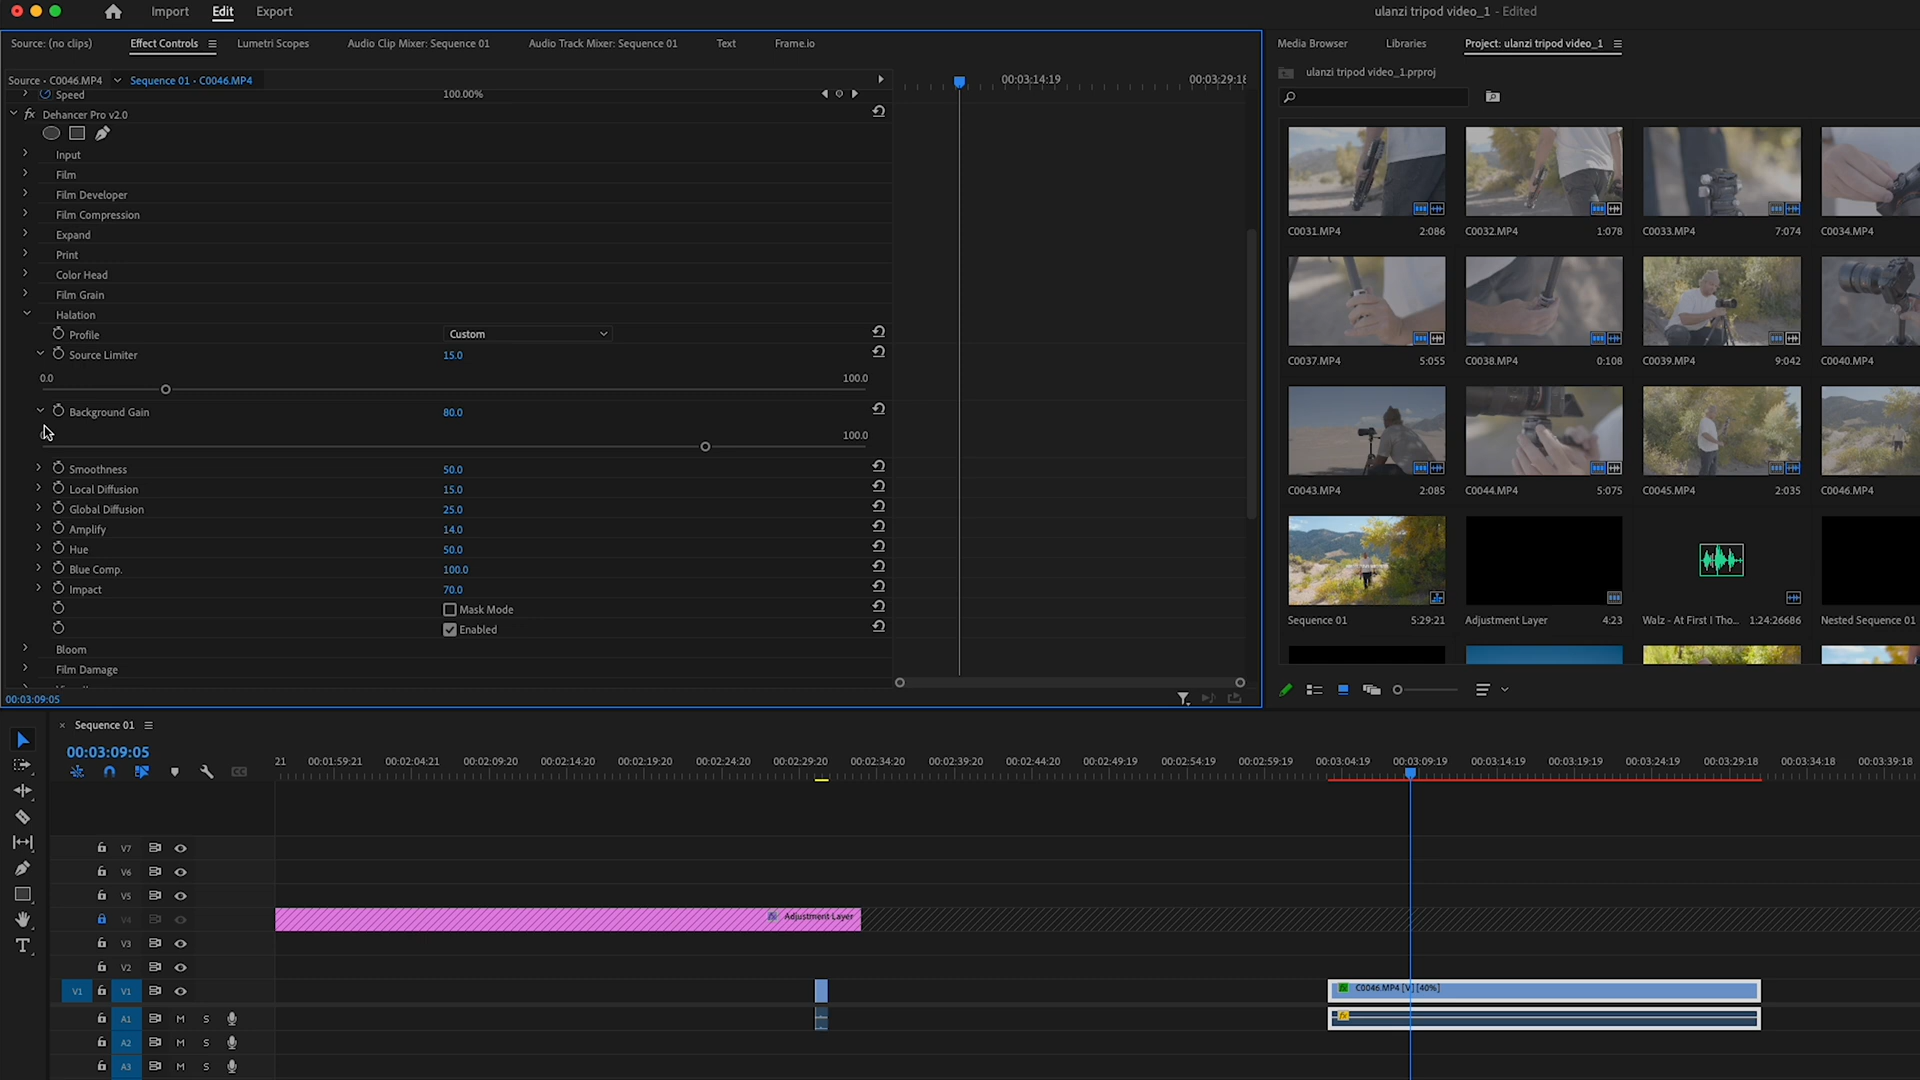 Import Edit Export
ulanzi tripod video_1 - Edited
Source: (no clips) Effect Controls Lumetri Scopes Audio Clip Mixer: Sequence 01 Audio Track Mixer: Sequence 01 Text Frame.io
Source • C0046.MP4 Sequence 01 • C0046.MP4
00:03:14:19 00:03:29:18
Speed 100.00%
Dehancer Pro v2.0
Input
Film
Film Developer
Film Compression
Expand
Print
Color Head
Film Grain
Halation
Profile Custom
Source Limiter 15.0
0.0 100.0
Background Gain 80.0
100.0
Smoothness 50.0
Local Diffusion 15.0
Global Diffusion 25.0
Amplify 14.0
Hue 50.0
Blue Comp. 100.0
Impact 70.0
Mask Mode
Enabled
Bloom
Film Damage
00:03:09:05
Media Browser Libraries Project: ulanzi tripod video_1
ulanzi tripod video_1.prproj
C0031.MP4 2:086 C0032.MP4 1:078 C0033.MP4 7:074 C0034.MP4
C0037.MP4 5:055 C0038.MP4 0:108 C0039.MP4 9:042 C0040.MP4
C0043.MP4 2:085 C0044.MP4 5:075 C0045.MP4 2:035 C0046.MP4
Sequence 01 5:29:21 Adjustment Layer 4:23 Walz - At First I Tho... 1:24:26686 Nested Sequence 01
× Sequence 01
00:03:09:05
21 00:01:59:21 00:02:04:21 00:02:09:20 00:02:14:20 00:02:19:20 00:02:24:20 00:02:29:20 00:02:34:20 00:02:39:20 00:02:44:20 00:02:49:19 00:02:54:19 00:02:59:19 00:03:04:19 00:03:09:19 00:03:14:19 00:03:19:19 00:03:24:19 00:03:29:18 00:03:34:18 00:03:39:18
V7
V6
V5
V4 Adjustment Layer
V3
V2
V1 V1 C0046.MP4 [V] [40%]
A1 M S
A2 M S
A3 M S